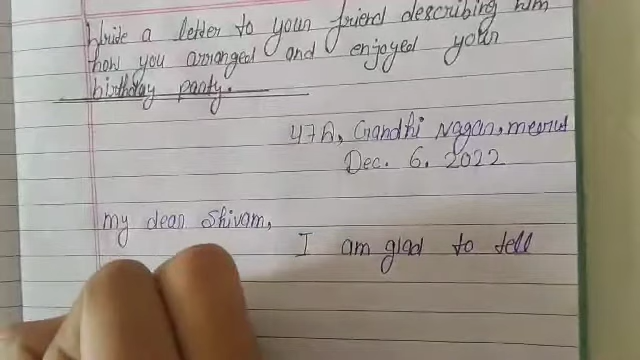 Write a letter to your friend describing him
how you arranged and enjoyed your
birthday party.
47A, Gandhi Nagar, Meerut
Dec. 6. 2022
my dear Shivam,
I am glad to tell